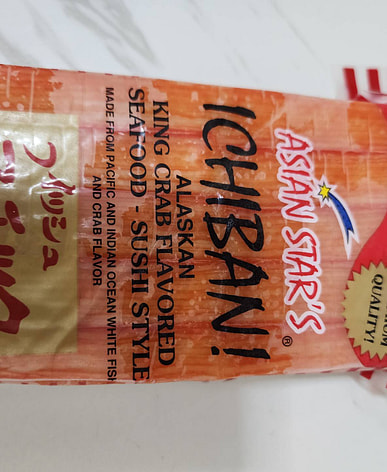 QUALITY!
ASIAN STAR'S®
ICHIBAN!
ALASKAN
KING CRAB FLAVORED
SEAFOOD - SUSHI STYLE
MADE FROM PACIFIC AND INDIAN OCEAN WHITE FISH
AND CRAB FLAVOR
フィッシュ